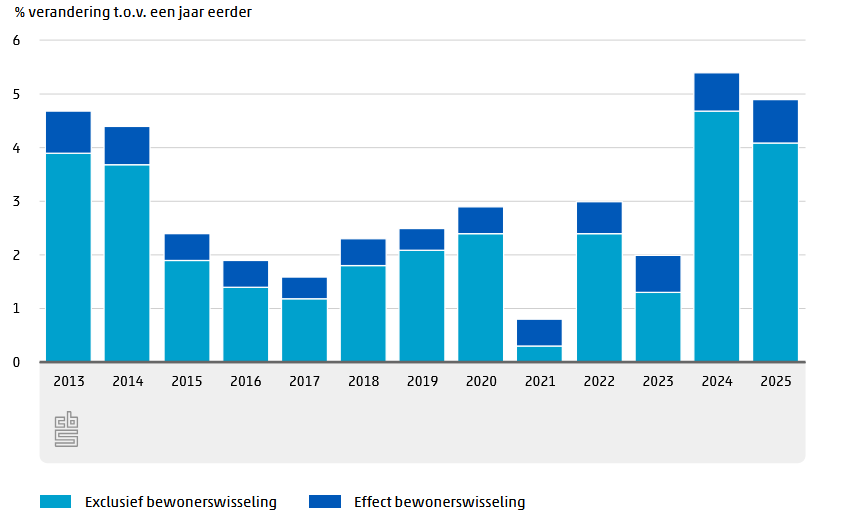 % verandering t.o.v. een jaar eerder
6
5
4
3
2
1
0
2013 2014 2015 2016 2017 2018 2019 2020 2021 2022 2023 2024 2025
Exclusief bewonerswisseling Effect bewonerswisseling